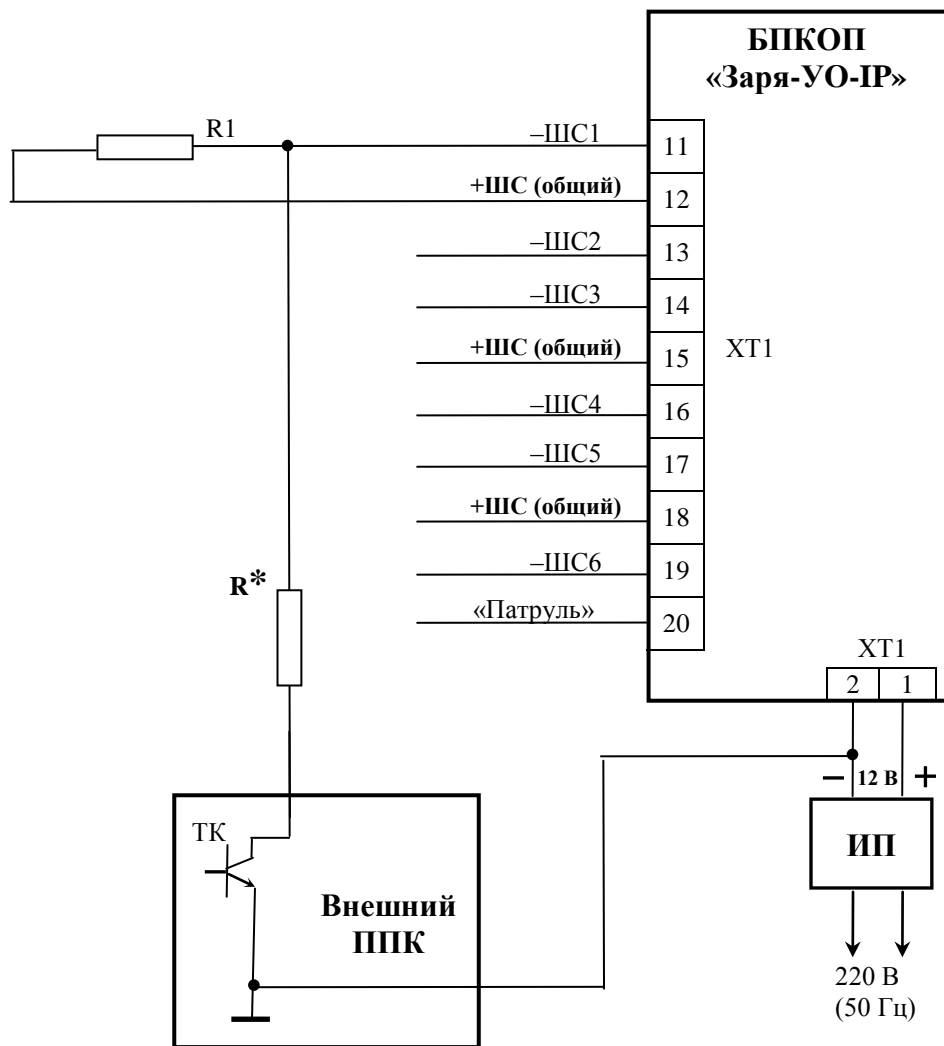 БПКОП
«Заря-УО-IP»
R1
–ШС1
11
+ШС (общий)
12
–ШС2
13
–ШС3
14
+ШС (общий)
15
XT1
–ШС4
16
–ШС5
17
+ШС (общий)
18
–ШС6
19
R*
«Патруль»
20
XT1
2 1
– 12 В +
ТК
ИП
Внешний
ППК
220 В
(50 Гц)